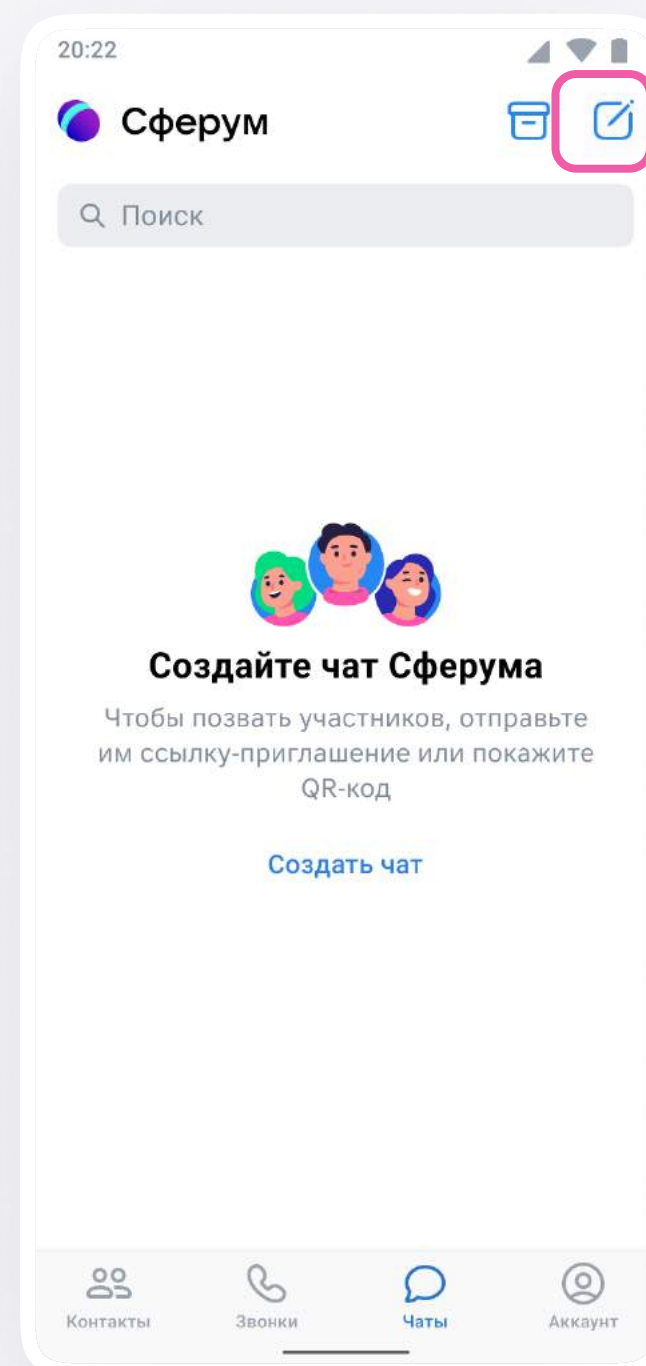 20:22
Сферум
Поиск
Создайте чат Сферума
Чтобы позвать участников, отправьте
им ссылку-приглашение или покажите
QR-код
Создать чат
Контакты
Звонки
Чаты
Аккаунт